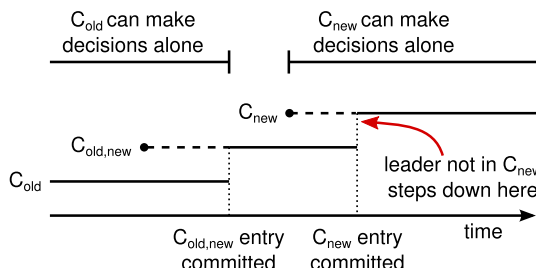 C_old can make
decisions alone
C_new can make
decisions alone
C_new
C_old,new
C_old
leader not in C_new
steps down here
time
C_old,new entry
committed
C_new entry
committed